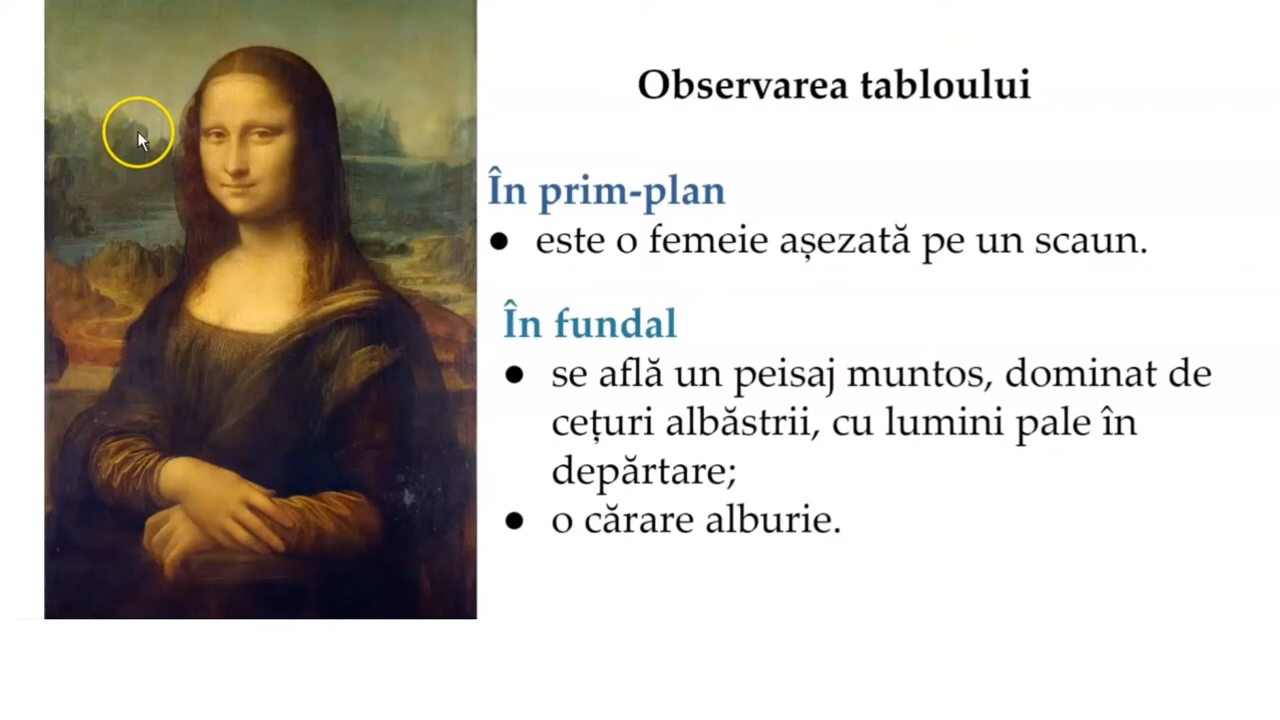 Observarea tabloului
În prim-plan
● este o femeie așezată pe un scaun.
În fundal
● se află un peisaj muntos, dominat de
cețuri albăstrii, cu lumini pale în
depărtare;
● o cărare alburie.